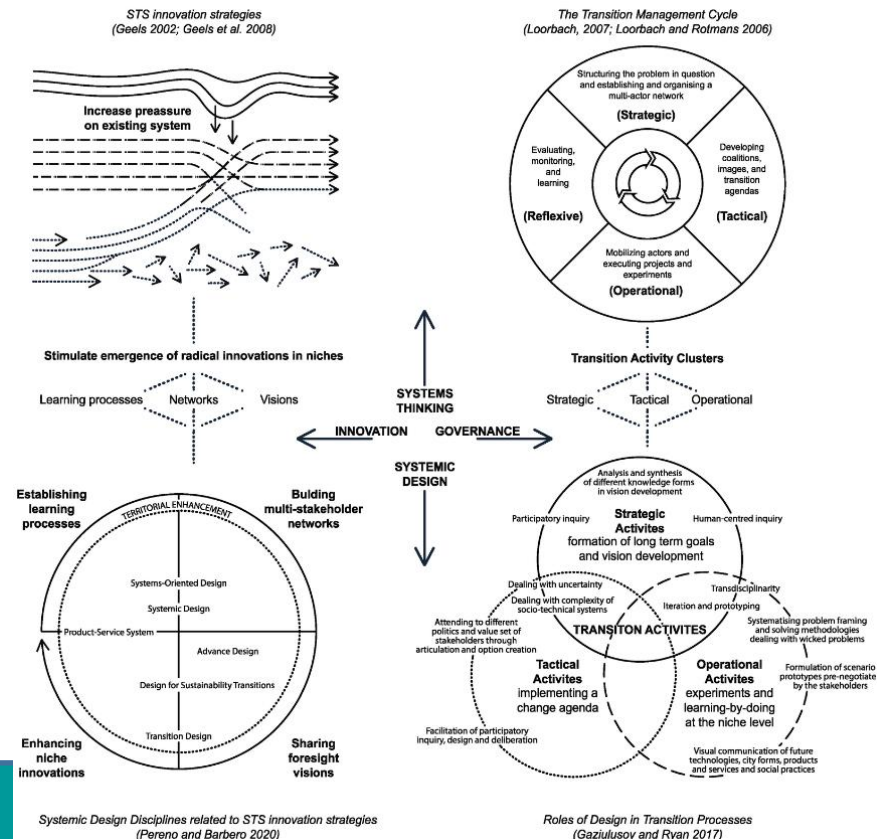 STS innovation strategies
(Geels 2002; Geels et al. 2008)
The Transition Management Cycle
(Loorbach, 2007; Loorbach and Rotmans 2006)
Increase preassure
on existing system
Structuring the problem in question
and establishing and organising a
multi-actor network
(Strategic)
Evaluating,
monitoring,
and
learning
(Reflexive)
Developing
coalitions,
images, and
transition
agendas
(Tactical)
Mobilizing actors and
executing projects and
experiments
(Operational)
Stimulate emergence of radical innovations in niches
Learning processes
Networks
Visions
Transition Activity Clusters
Strategic
Tactical
Operational
SYSTEMS
THINKING
INNOVATION
GOVERNANCE
SYSTEMIC
DESIGN
Establishing
learning
processes
Bulding
multi-stakeholder
networks
TERRITORIAL ENHANCEMENT
Systems-Oriented Design
Systemic Design
Product-Service System
Advance Design
Design for Sustainability Transitions
Transition Design
Enhancing
niche
innovations
Sharing
foresight
visions
Analysis and synthesis
of different knowledge forms
in vision development
Strategic
Activites
formation of long term goals
and vision development
Participatory inquiry
Human-centred inquiry
Dealing with uncertainty
Dealing with complexity of
socio-technical systems
Transdisciplinarity
Iteration and prototyping
TRANSITON ACTIVITES
Attending to different
politics and value set of
stakeholders through
articulation and option creation
Systematising problem framing
and solving methodologies
dealing with wicked problems
Tactical
Activites
implementing a
change agenda
Operational
Activites
experiments and
learning-by-doing
at the niche level
Formulation of scenario
prototypes pre-negotiate
by the stakeholders
Facilitation of participatory
inquiry, design and deliberation
Visual communication of future
technologies, city forms, products
and services and social practices
Systemic Design Disciplines related to STS innovation strategies
(Pereno and Barbero 2020)
Roles of Design in Transition Processes
(Gaziulusoy and Ryan 2017)